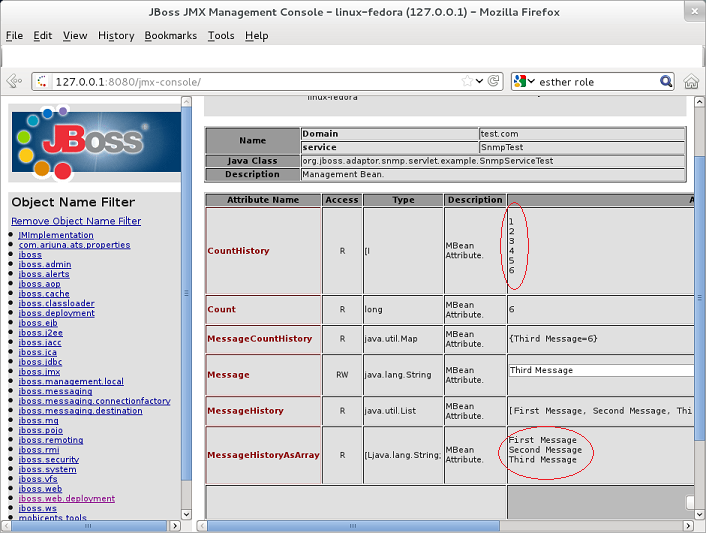 JBoss JMX Management Console - linux-fedora (127.0.0.1) - Mozilla Firefox
File Edit View History Bookmarks Tools Help
127.0.0.1:8080/jmx-console/
esther role
JBoss
Object Name Filter
Remove Object Name Filter
JMImplementation
com.arjuna.ats.properties
jboss
jboss.admin
jboss.alerts
jboss.aop
jboss.cache
jboss.classloader
jboss.deployment
jboss.ejb
jboss.j2ee
jboss.jacc
jboss.jca
jboss.jdbc
jboss.jmx
jboss.management.local
jboss.messaging
jboss.messaging.connectionfactory
jboss.messaging.destination
jboss.mq
jboss.pojo
jboss.remoting
jboss.rmi
jboss.security
jboss.system
jboss.vfs
jboss.web
jboss.web.deployment
jboss.ws
mobicents.tools
linux-fedora
Name Domain test.com
service SnmpTest
Java Class org.jboss.adaptor.snmp.servlet.example.SnmpServiceTest
Description Management Bean.
Attribute Name Access Type Description A
CountHistory R [I MBean Attribute.
1
2
3
4
5
6
Count R long MBean Attribute. 6
MessageCountHistory R java.util.Map MBean Attribute. {Third Message=6}
Message RW java.lang.String MBean Attribute. Third Message
MessageHistory R java.util.List MBean Attribute. [First Message, Second Message, Thi
MessageHistoryAsArray R [Ljava.lang.String; MBean Attribute.
First Message
Second Message
Third Message